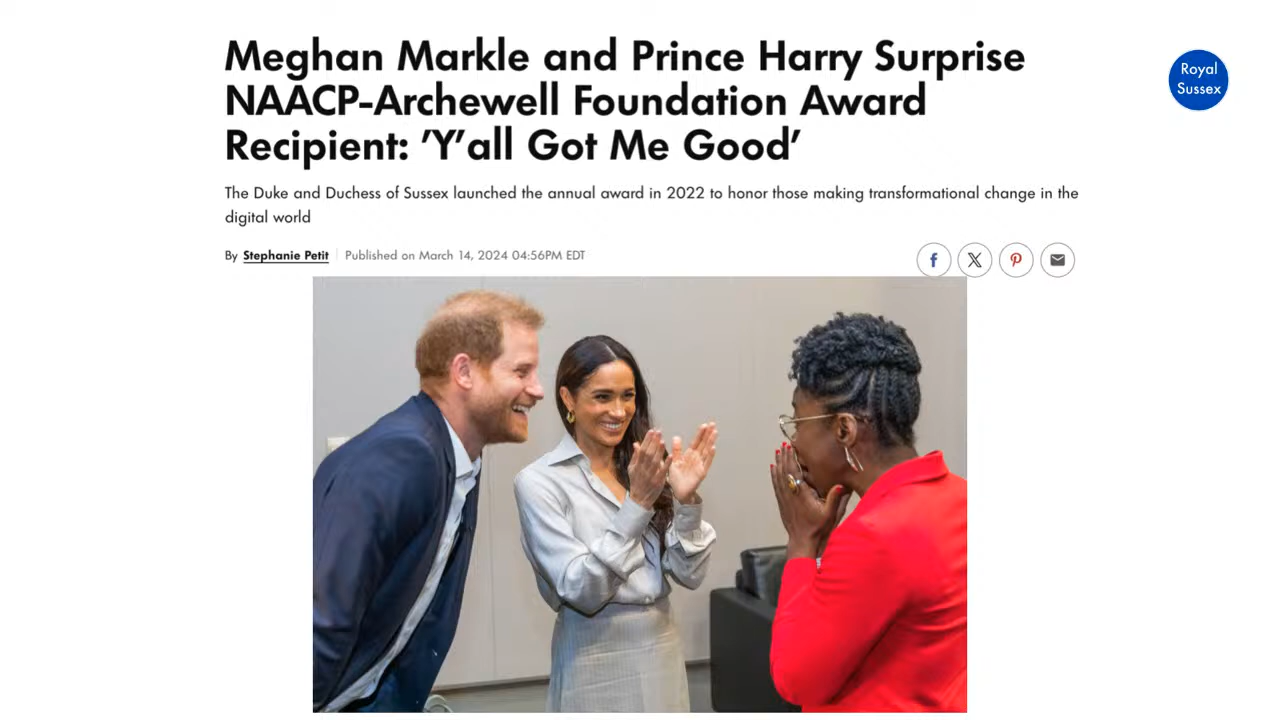 Meghan Markle and Prince Harry Surprise
NAACP-Archewell Foundation Award
Recipient: ’Y’all Got Me Good’
Royal
Sussex
The Duke and Duchess of Sussex launched the annual award in 2022 to honor those making transformational change in the
digital world
By Stephanie Petit Published on March 14, 2024 04:56PM EDT